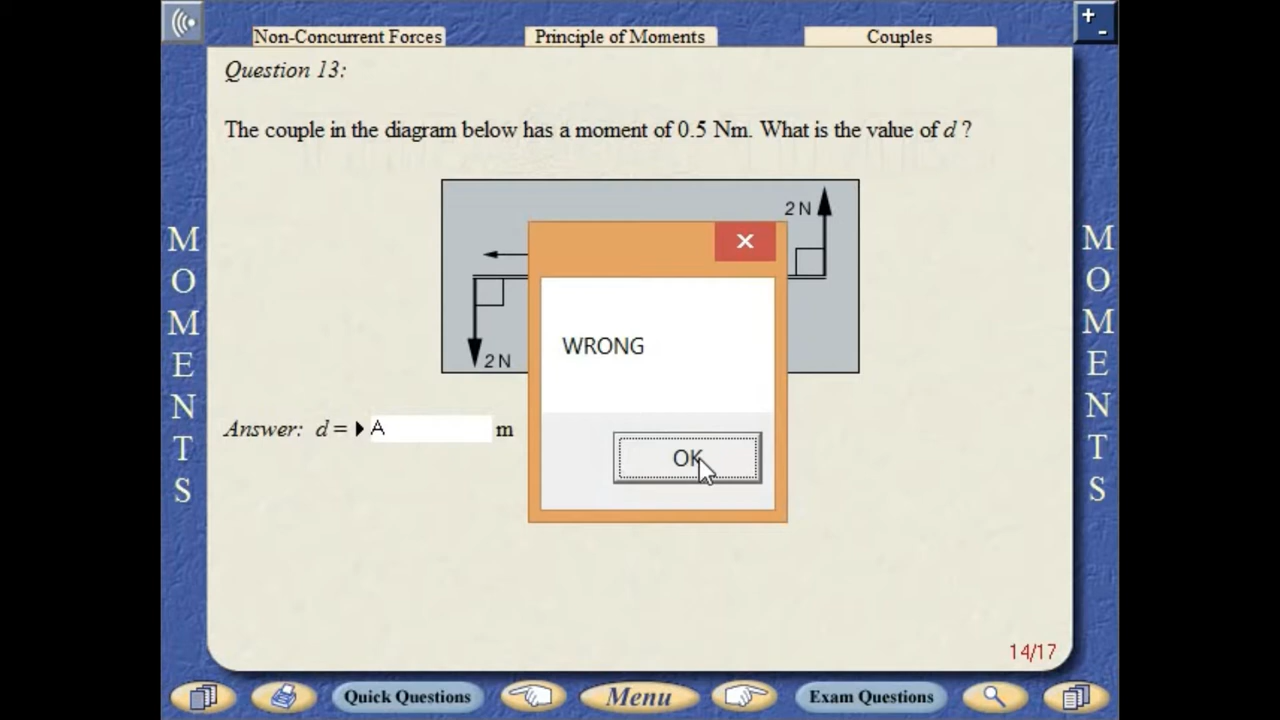 Non-Concurrent Forces
Principle of Moments
Couples
+
-
Question 13:
The couple in the diagram below has a moment of 0.5 Nm. What is the value of d ?
2 N
2 N
WRONG
OK
Answer: d = A m
MOMENTS
MOMENTS
14/17
Quick Questions
Menu
Exam Questions